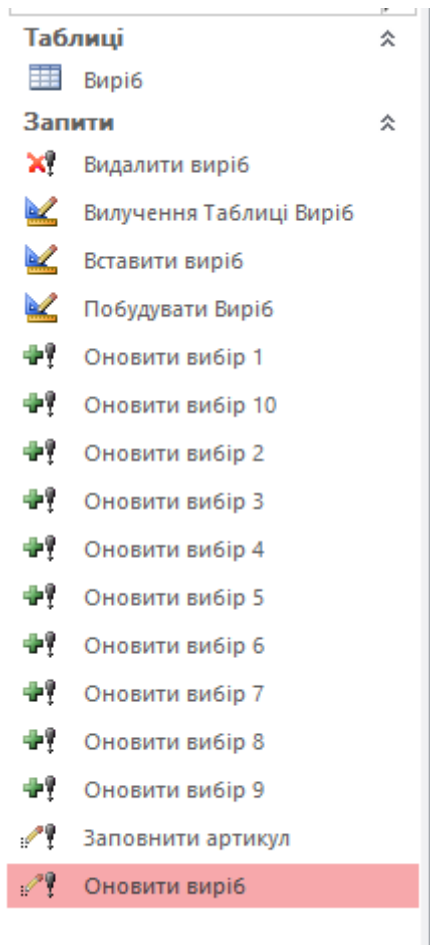 Таблиці
Виріб
Запити
Видалити виріб
Вилучення Таблиці Виріб
Вставити виріб
Побудувати Виріб
Оновити вибір 1
Оновити вибір 10
Оновити вибір 2
Оновити вибір 3
Оновити вибір 4
Оновити вибір 5
Оновити вибір 6
Оновити вибір 7
Оновити вибір 8
Оновити вибір 9
Заповнити артикул
Оновити виріб